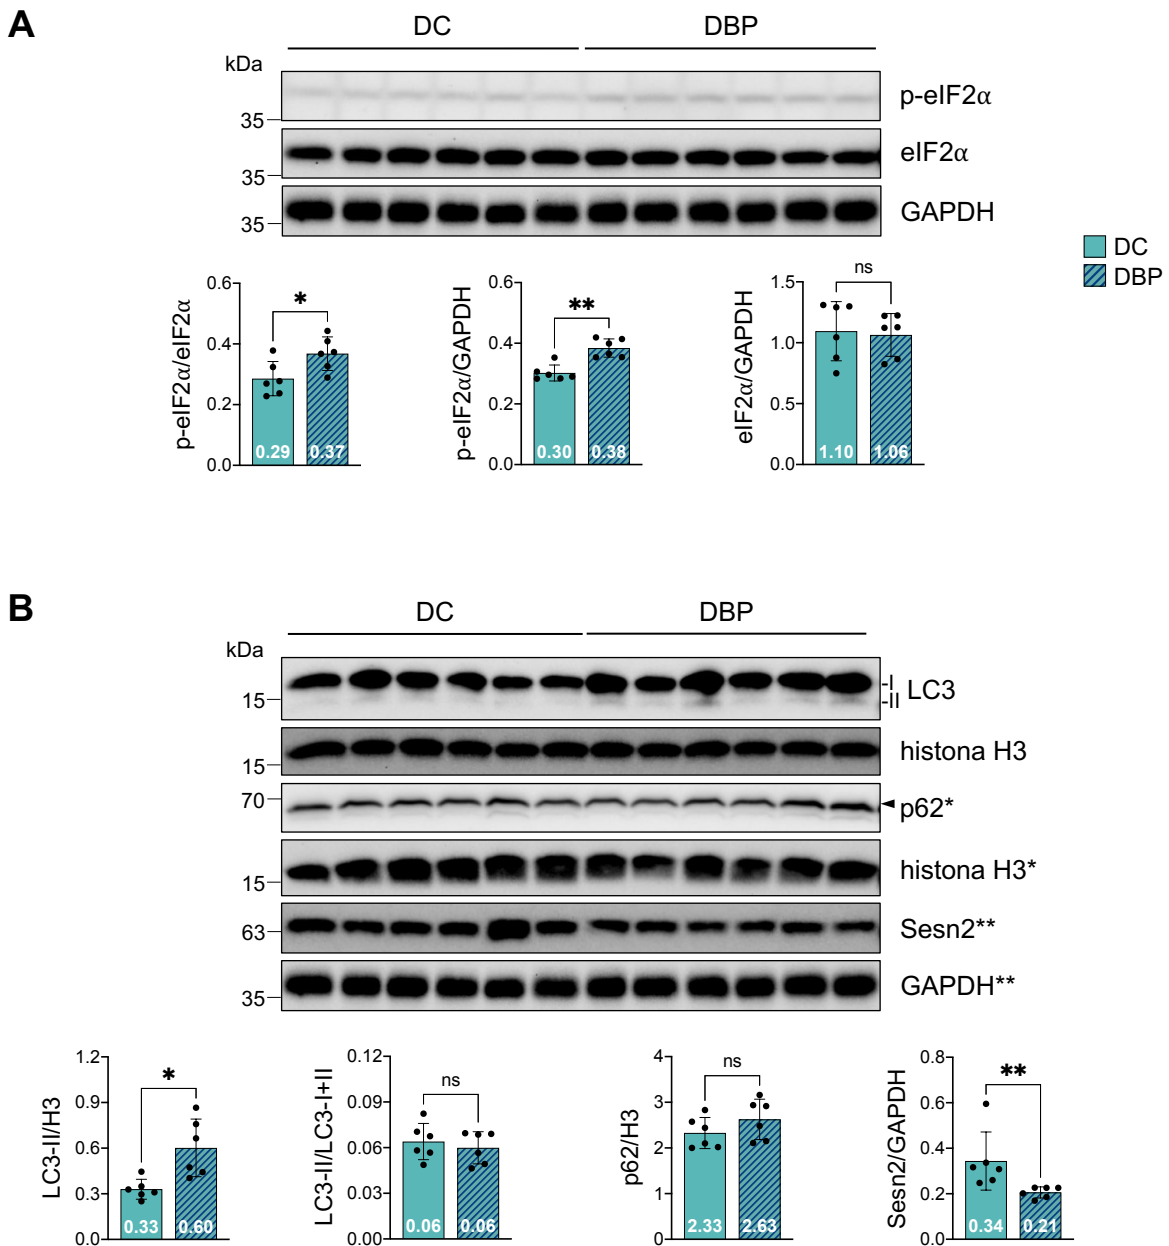 A
DC DBP
kDa
p-eIF2α
35
eIF2α
35
GAPDH
35
DC
DBP
p-eIF2α/eIF2α
0.6
0.4
0.2
0.0
*
0.29 0.37
p-eIF2α/GAPDH
0.6
0.4
0.2
0.0
**
0.30 0.38
eIF2α/GAPDH
1.5
1.0
0.5
0.0
ns
1.10 1.06
B
DC DBP
kDa
-I
-II
LC3
15
histona H3
15
70
p62*
histona H3*
15
Sesn2**
63
GAPDH**
35
LC3-II/H3
1.2
0.9
0.6
0.3
0.0
*
0.33 0.60
LC3-II/LC3-I+II
0.12
0.09
0.06
0.03
0.00
ns
0.06 0.06
p62/H3
4
3
2
1
0
ns
2.33 2.63
Sesn2/GAPDH
0.8
0.6
0.4
0.2
0.0
**
0.34 0.21